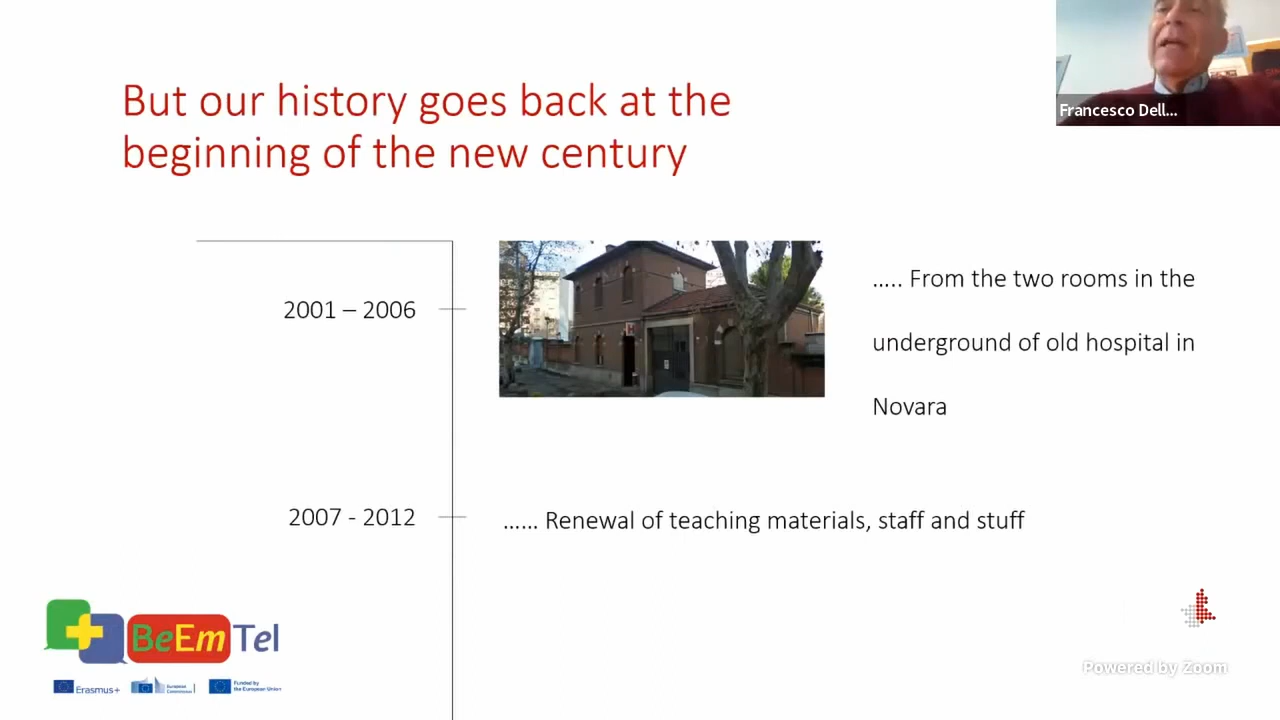 Francesco Dell...
But our history goes back at the
beginning of the new century
2001 – 2006
..... From the two rooms in the
underground of old hospital in
Novara
2007 - 2012
...... Renewal of teaching materials, staff and stuff
BeEmTel
Erasmus+
European
Commission
Funded by
the European Union
Powered by Zoom